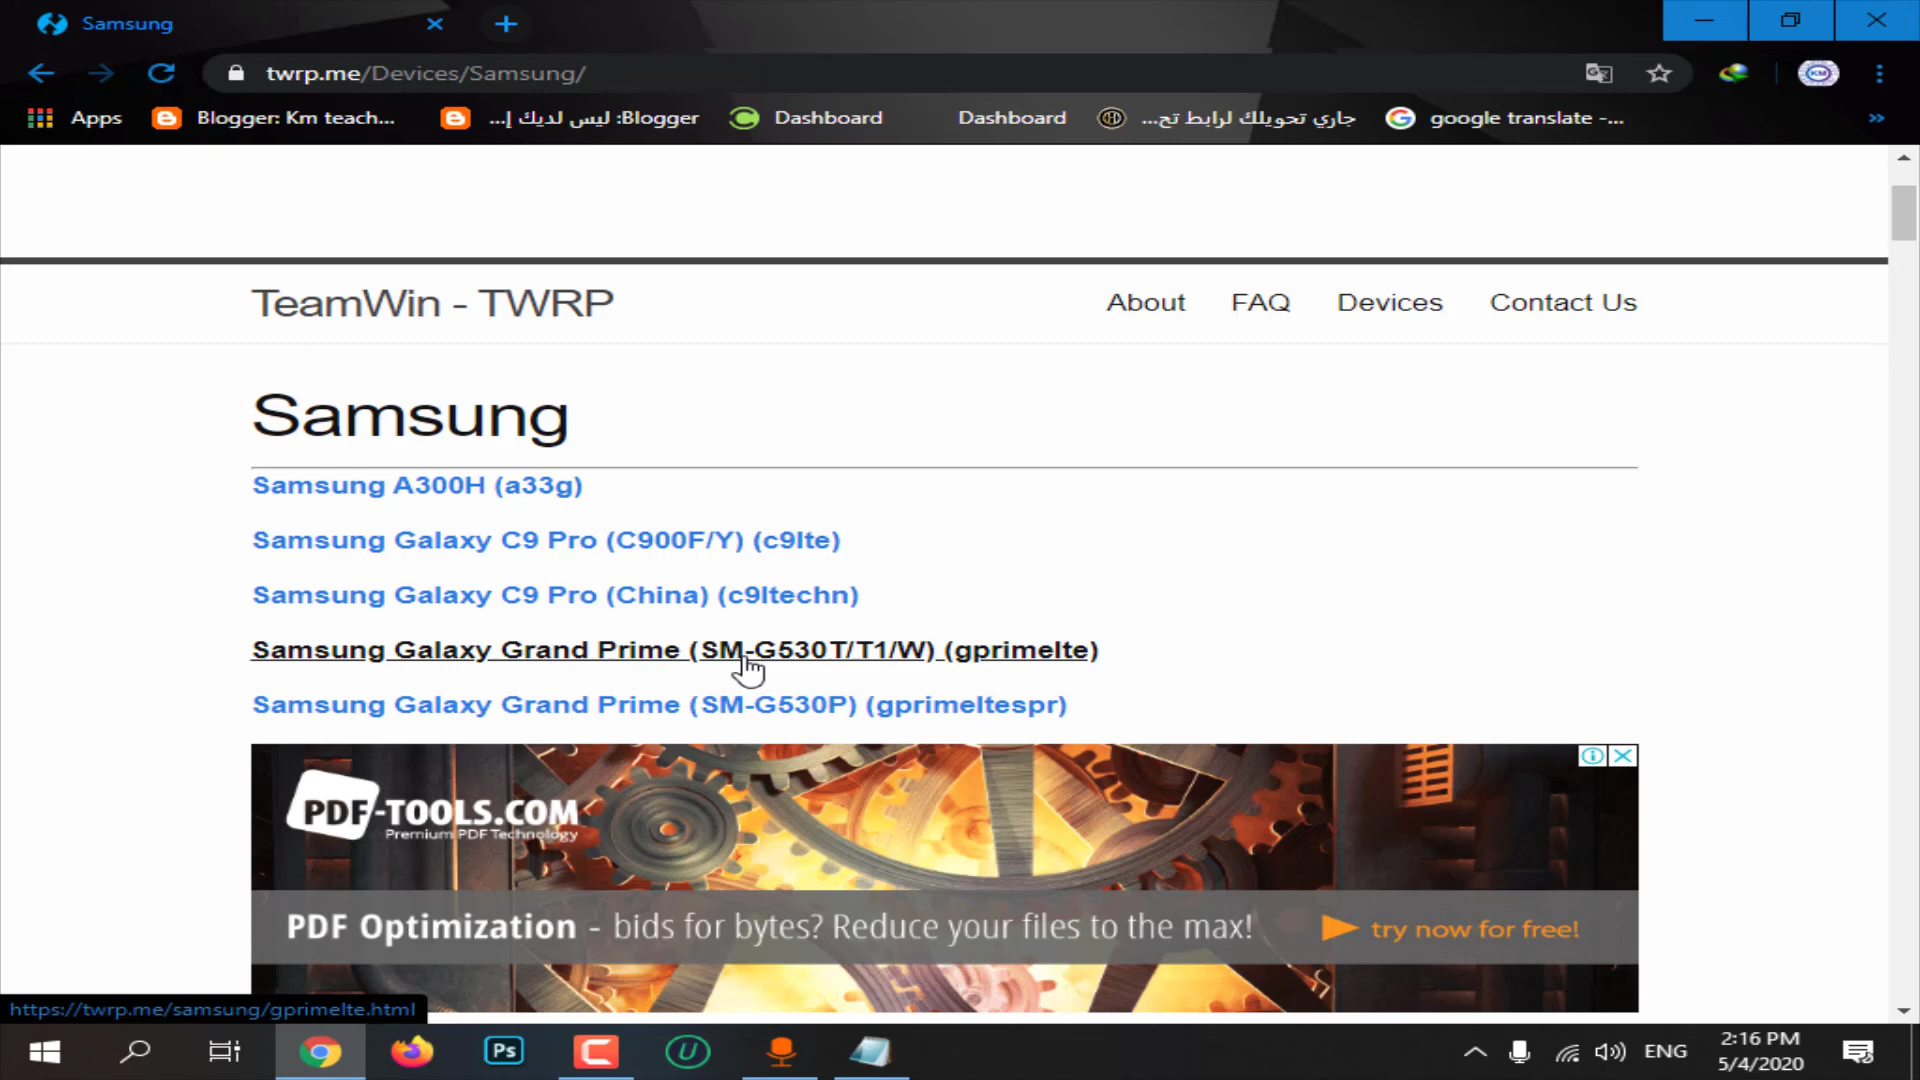 Samsung
twrp.me/Devices/Samsung/
KM
Apps
Blogger: Km teach...
Blogger: ليس لديك إ...
Dashboard
Dashboard
جاري تحويلك لرابط تح...
google translate -...
TeamWin - TWRP
About
FAQ
Devices
Contact Us
Samsung
Samsung A300H (a33g)
Samsung Galaxy C9 Pro (C900F/Y) (c9lte)
Samsung Galaxy C9 Pro (China) (c9ltechn)
Samsung Galaxy Grand Prime (SM-G530T/T1/W) (gprimelte)
Samsung Galaxy Grand Prime (SM-G530P) (gprimeltespr)
PDF-TOOLS.COM
Premium PDF Technology
PDF Optimization - bids for bytes? Reduce your files to the max!
try now for free!
https://twrp.me/samsung/gprimelte.html
Ps
ENG
2:16 PM
5/4/2020